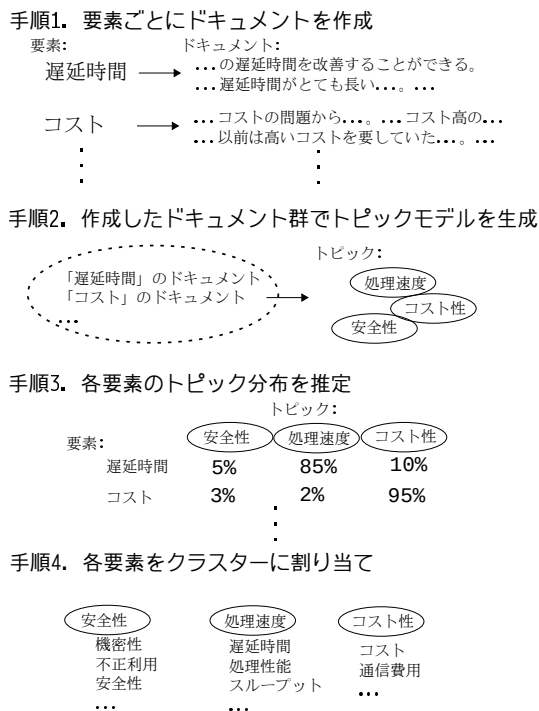 手順1. 要素ごとにドキュメントを作成
要素:
ドキュメント:
遅延時間
...の遅延時間を改善することができる。
...遅延時間がとても長い...。...
コスト
...コストの問題から...。...コスト高の...
...以前は高いコストを要していた...。...
手順2. 作成したドキュメント群でトピックモデルを生成
「遅延時間」のドキュメント
「コスト」のドキュメント
...
トピック:
処理速度
コスト性
安全性
手順3. 各要素のトピック分布を推定
トピック:
要素:
安全性 処理速度 コスト性
遅延時間 5% 85% 10%
コスト 3% 2% 95%
手順4. 各要素をクラスターに割り当て
安全性
機密性
不正利用
安全性
...
処理速度
遅延時間
処理性能
スループット
...
コスト性
コスト
通信費用
...